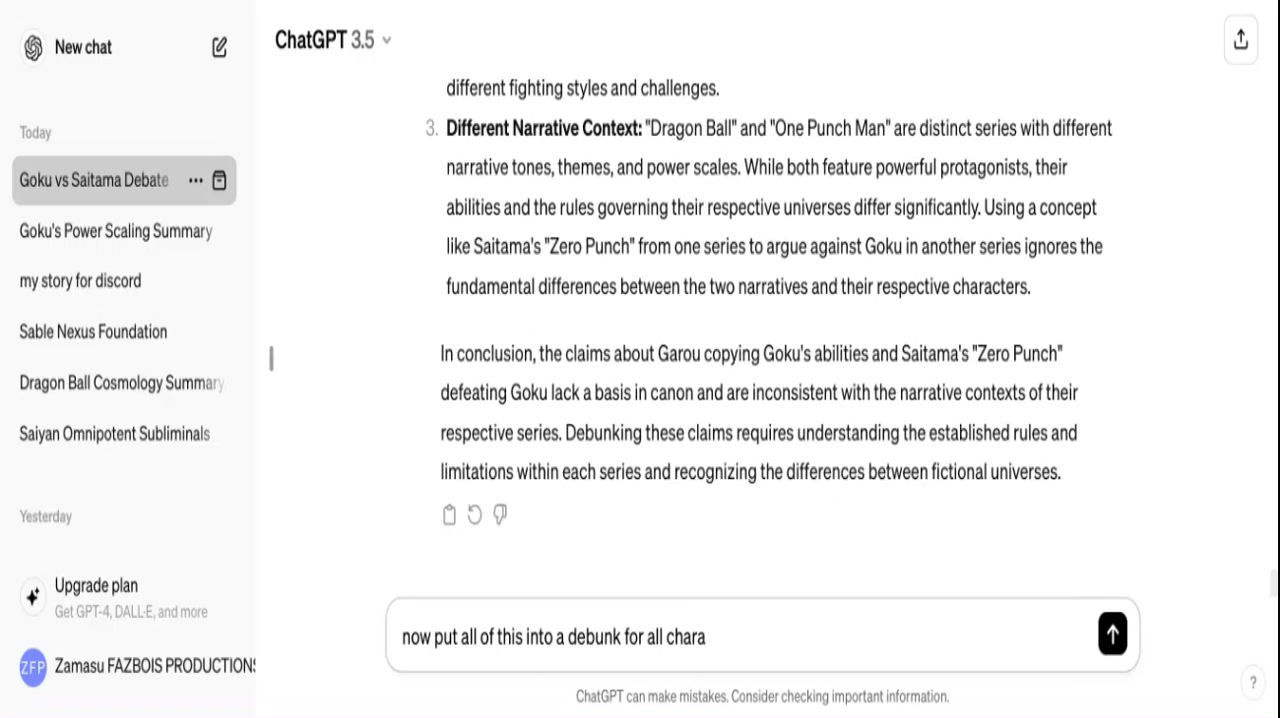 New chat
Today
Goku vs Saitama Debate
Goku's Power Scaling Summary
my story for discord
Sable Nexus Foundation
Dragon Ball Cosmology Summary
Saiyan Omnipotent Subliminals
Yesterday
Upgrade plan
Get GPT-4, DALL·E, and more
ZFP Zamasu FAZBOIS PRODUCTIONS
ChatGPT 3.5
different fighting styles and challenges.
3. Different Narrative Context: "Dragon Ball" and "One Punch Man" are distinct series with different
narrative tones, themes, and power scales. While both feature powerful protagonists, their
abilities and the rules governing their respective universes differ significantly. Using a concept
like Saitama's "Zero Punch" from one series to argue against Goku in another series ignores the
fundamental differences between the two narratives and their respective characters.
In conclusion, the claims about Garou copying Goku's abilities and Saitama's "Zero Punch"
defeating Goku lack a basis in canon and are inconsistent with the narrative contexts of their
respective series. Debunking these claims requires understanding the established rules and
limitations within each series and recognizing the differences between fictional universes.
now put all of this into a debunk for all chara
ChatGPT can make mistakes. Consider checking important information.
?